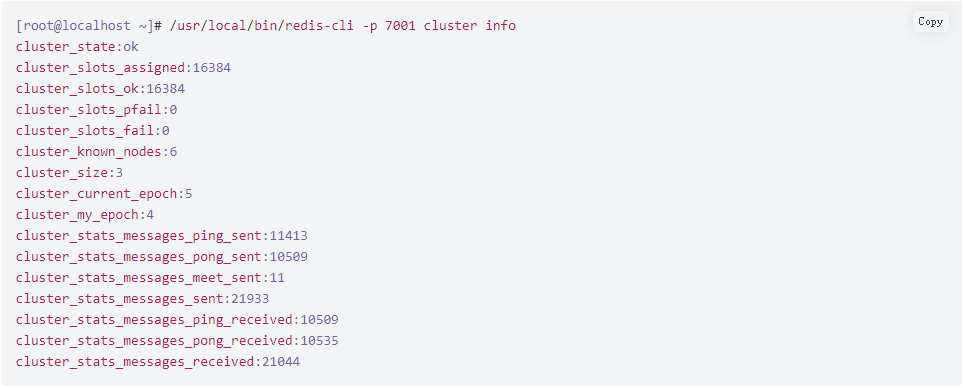 [root@localhost ~]# /usr/local/bin/redis-cli -p 7001 cluster info
Copy
cluster_state:ok
cluster_slots_assigned:16384
cluster_slots_ok:16384
cluster_slots_pfail:0
cluster_slots_fail:0
cluster_known_nodes:6
cluster_size:3
cluster_current_epoch:5
cluster_my_epoch:4
cluster_stats_messages_ping_sent:11413
cluster_stats_messages_pong_sent:10509
cluster_stats_messages_meet_sent:11
cluster_stats_messages_sent:21933
cluster_stats_messages_ping_received:10509
cluster_stats_messages_pong_received:10535
cluster_stats_messages_received:21044